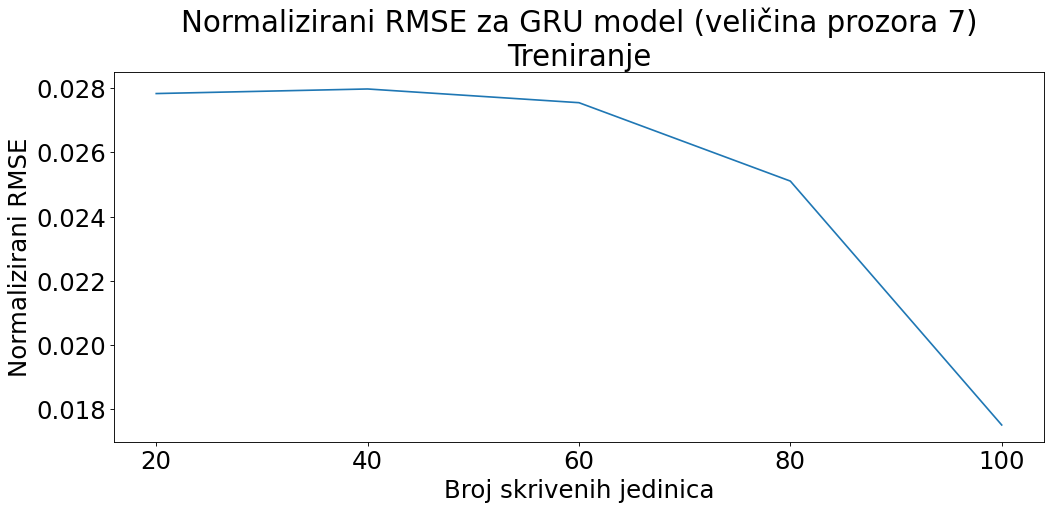 Normalizirani RMSE za GRU model (veličina prozora 7)
Treniranje
Normalizirani RMSE
0.028
0.026
0.024
0.022
0.020
0.018
20 40 60 80 100
Broj skrivenih jedinica